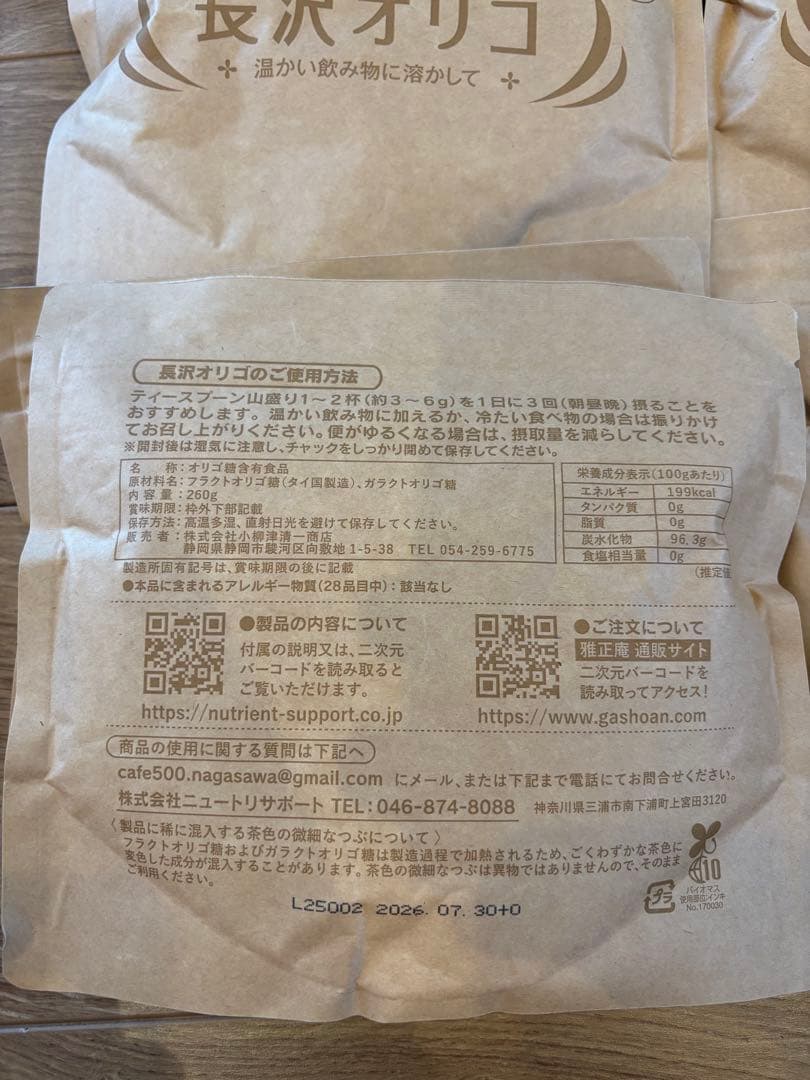 長沢オリゴ
温かい飲み物に溶かして
長沢オリゴのご使用方法
ティースプーン山盛り1～2杯(約3～6g)を1日に3回(朝昼晩)摂ることを
おすすめします。温かい飲み物に加えるか、冷たい食べ物の場合は振りかけ
てお召し上がりください。便がゆるくなる場合は、摂取量を減らしてください。
※開封後は湿気に注意し、チャックをしっかり閉めて保存してください。
名　　称：オリゴ糖含有食品
原材料名：フラクトオリゴ糖(タイ国製造)、ガラクトオリゴ糖
内 容 量：260g
賞味期限：枠外下部記載
保存方法：高温多湿、直射日光を避けて保存してください。
販 売 者：株式会社小柳津清一商店
静岡県静岡市駿河区向敷地1-5-38　TEL 054-259-6775
栄養成分表示(100gあたり)
エネルギー 199kcal
タンパク質 0g
脂質 0g
炭水化物 96.3g
食塩相当量 0g
(推定値
製造所固有記号は、賞味期限の後に記載
●本品に含まれるアレルギー物質(28品目中)：該当なし
●製品の内容について
付属の説明又は、二次元
バーコードを読み取ると
ご覧いただけます。
https://nutrient-support.co.jp
●ご注文について
雅正庵 通販サイト
二次元バーコードを
読み取ってアクセス！
https://www.gashoan.com
商品の使用に関する質問は下記へ
cafe500.nagasawa@gmail.com にメール、または下記まで電話にてお問合せください。
株式会社ニュートリサポート TEL：046-874-8088　神奈川県三浦市南下浦町上宮田3120
〈製品に稀に混入する茶色の微細なつぶについて〉
フラクトオリゴ糖およびガラクトオリゴ糖は製造過程で加熱されるため、ごくわずかな茶色に
変色した成分が混入することがあります。茶色の微細なつぶは異物ではありませんので、そのまま
ご利用ください。
プラ
10
バイオマス
使用部位:インキ
No.170030
L25002 2026. 07. 30+0